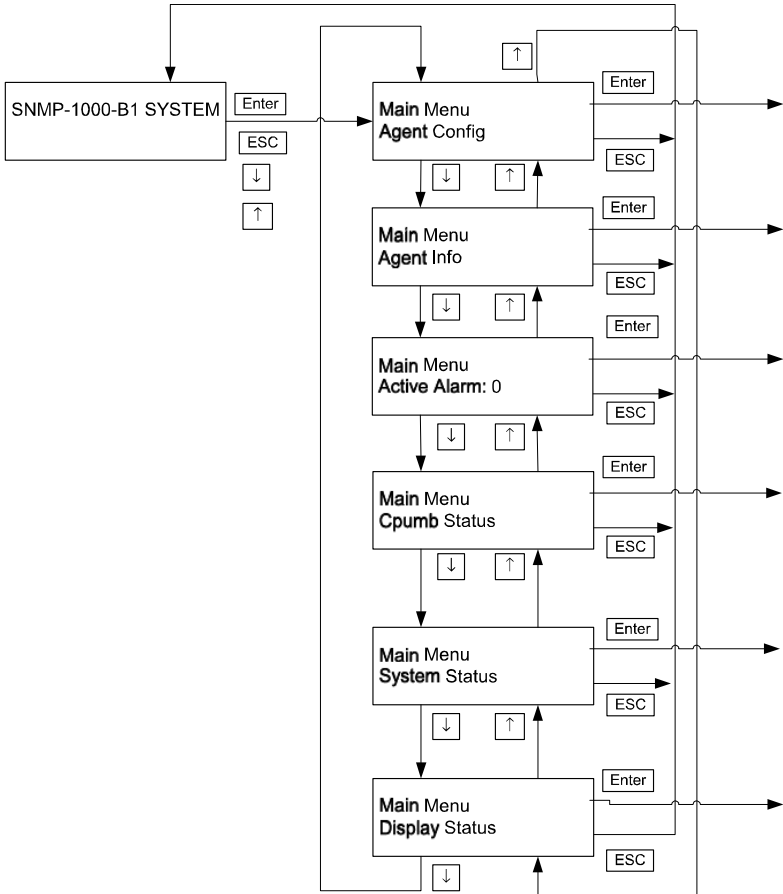 ↑
Enter
SNMP-1000-B1 SYSTEM
Enter
ESC
↓
↑
Main Menu
Agent Config
ESC
↓ ↑
Enter
Main Menu
Agent Info
ESC
↓ ↑
Enter
Main Menu
Active Alarm: 0
ESC
↓ ↑
Enter
Main Menu
Cpumb Status
ESC
↓ ↑
Enter
Main Menu
System Status
ESC
↓ ↑
Enter
Main Menu
Display Status
ESC
↓